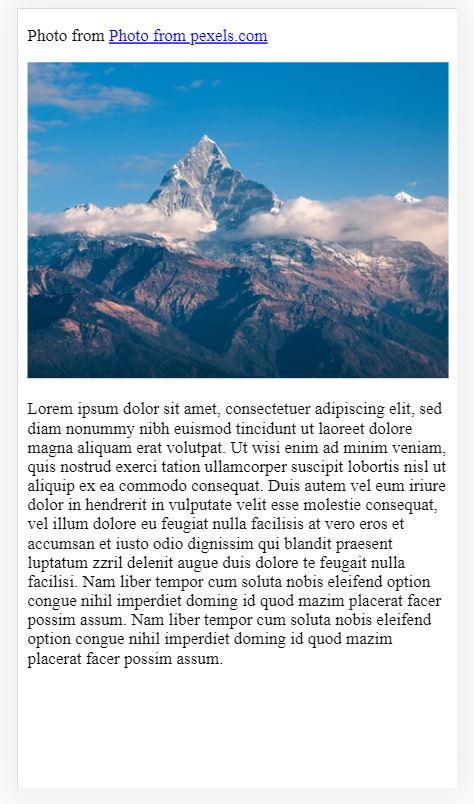 Photo from Photo from pexels.com
Lorem ipsum dolor sit amet, consectetuer adipiscing elit, sed
diam nonummy nibh euismod tincidunt ut laoreet dolore
magna aliquam erat volutpat. Ut wisi enim ad minim veniam,
quis nostrud exerci tation ullamcorper suscipit lobortis nisl ut
aliquip ex ea commodo consequat. Duis autem vel eum iriure
dolor in hendrerit in vulputate velit esse molestie consequat,
vel illum dolore eu feugiat nulla facilisis at vero eros et
accumsan et iusto odio dignissim qui blandit praesent
luptatum zzril delenit augue duis dolore te feugait nulla
facilisi. Nam liber tempor cum soluta nobis eleifend option
congue nihil imperdiet doming id quod mazim placerat facer
possim assum. Nam liber tempor cum soluta nobis eleifend
option congue nihil imperdiet doming id quod mazim
placerat facer possim assum.